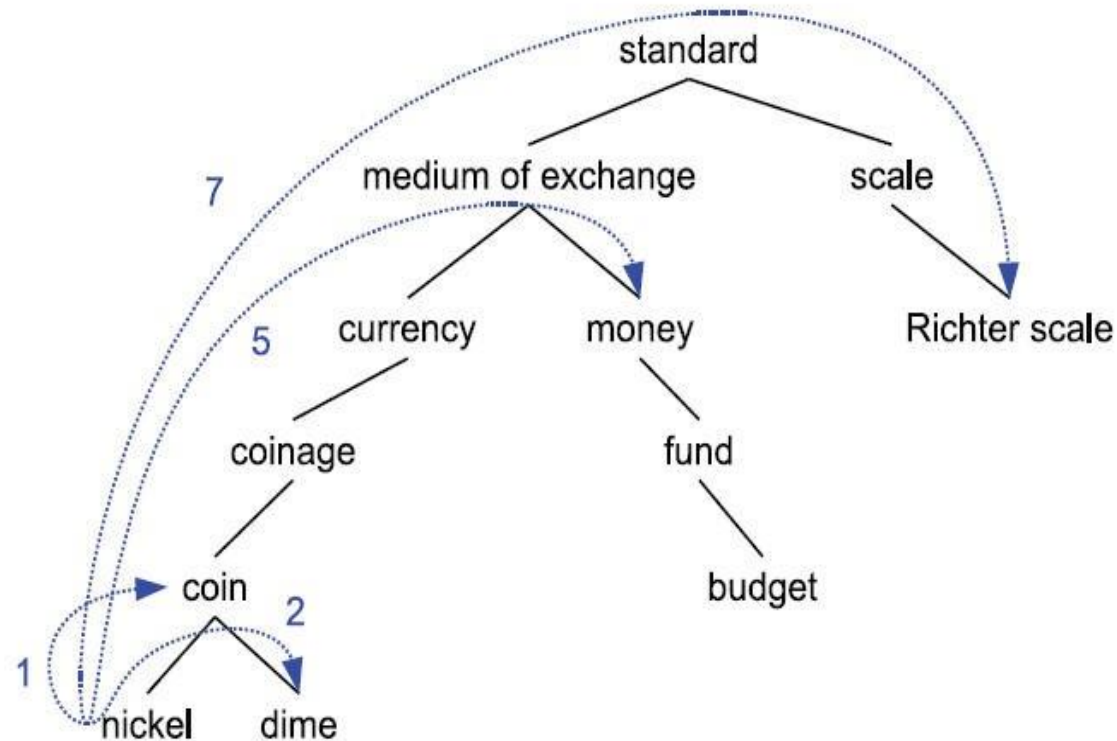 standard
medium of exchange scale
7
currency money Richter scale
5
coinage fund
coin budget
2
1
nickel dime